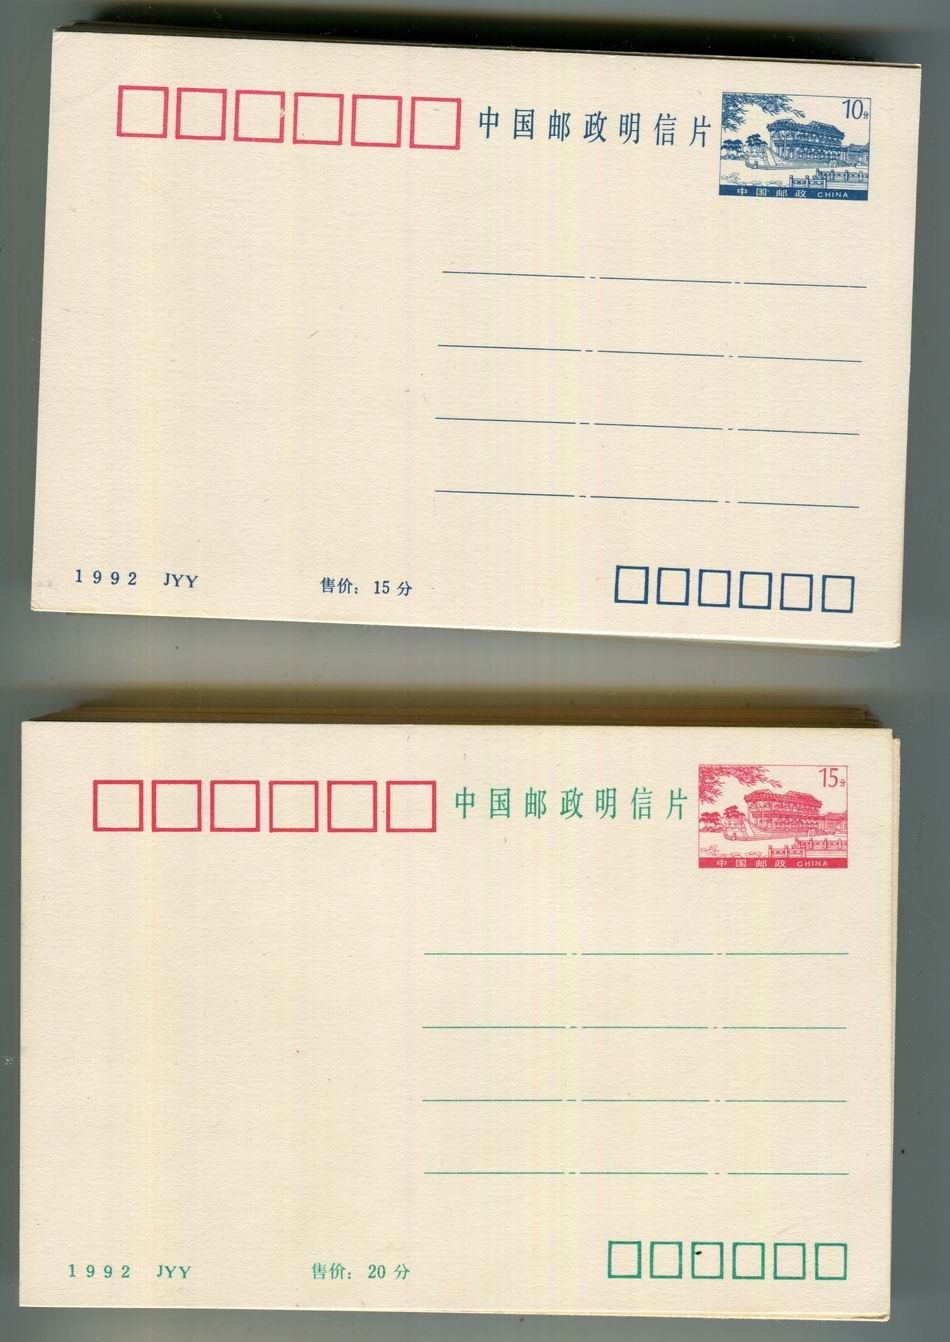 中国邮政明信片
10分
中国邮政 CHINA
1992 JYY
售价：15分
中国邮政明信片
15分
中国邮政 CHINA
1992 JYY
售价：20分